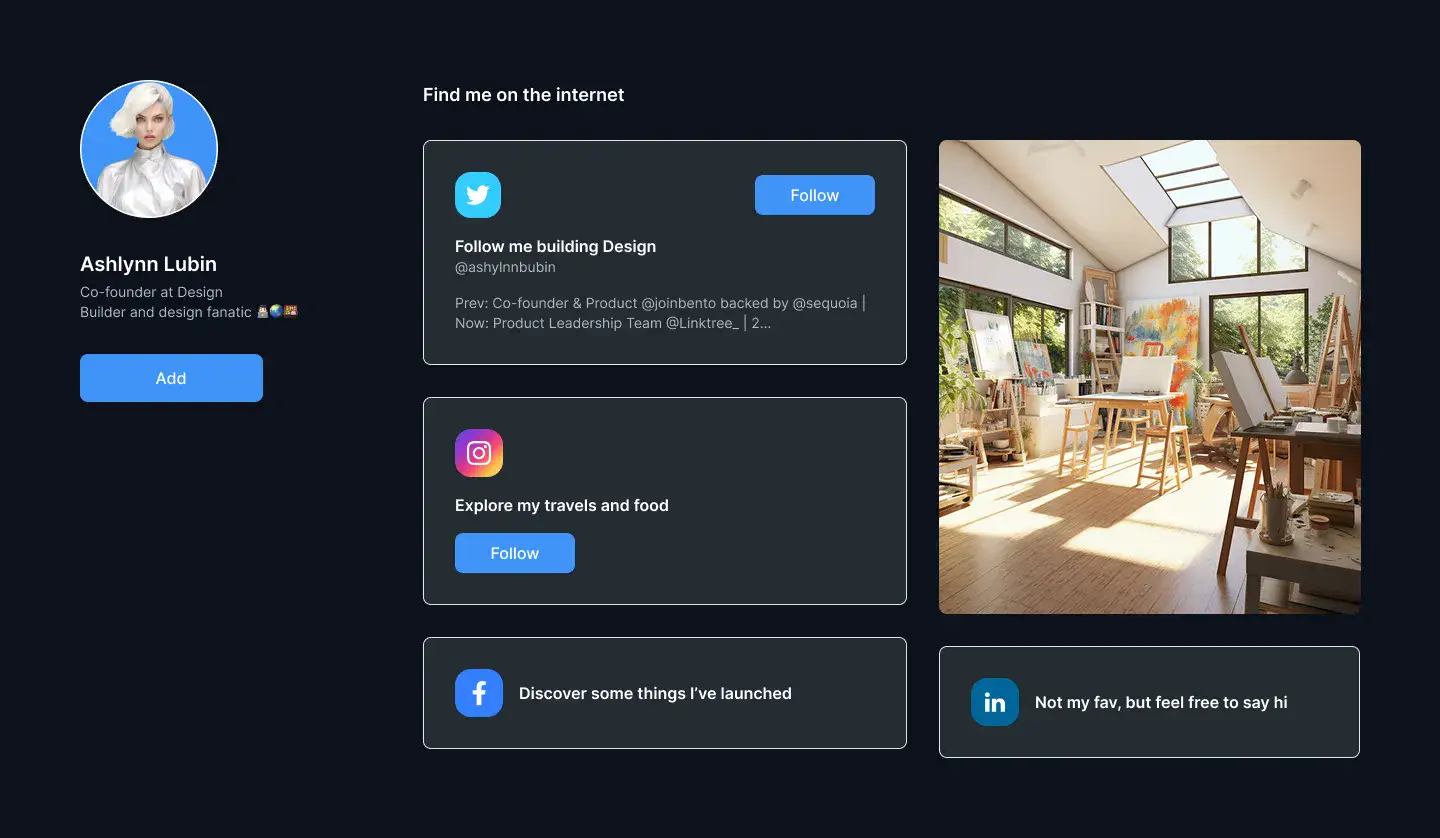 Ashlynn Lubin
Co-founder at Design
Builder and design fanatic
Add
Find me on the internet
Follow
Follow me building Design
@ashylnnbubin
Prev: Co-founder & Product @joinbento backed by @sequoia |
Now: Product Leadership Team @Linktree_ | 2...
Explore my travels and food
Follow
Discover some things I’ve launched
in
Not my fav, but feel free to say hi